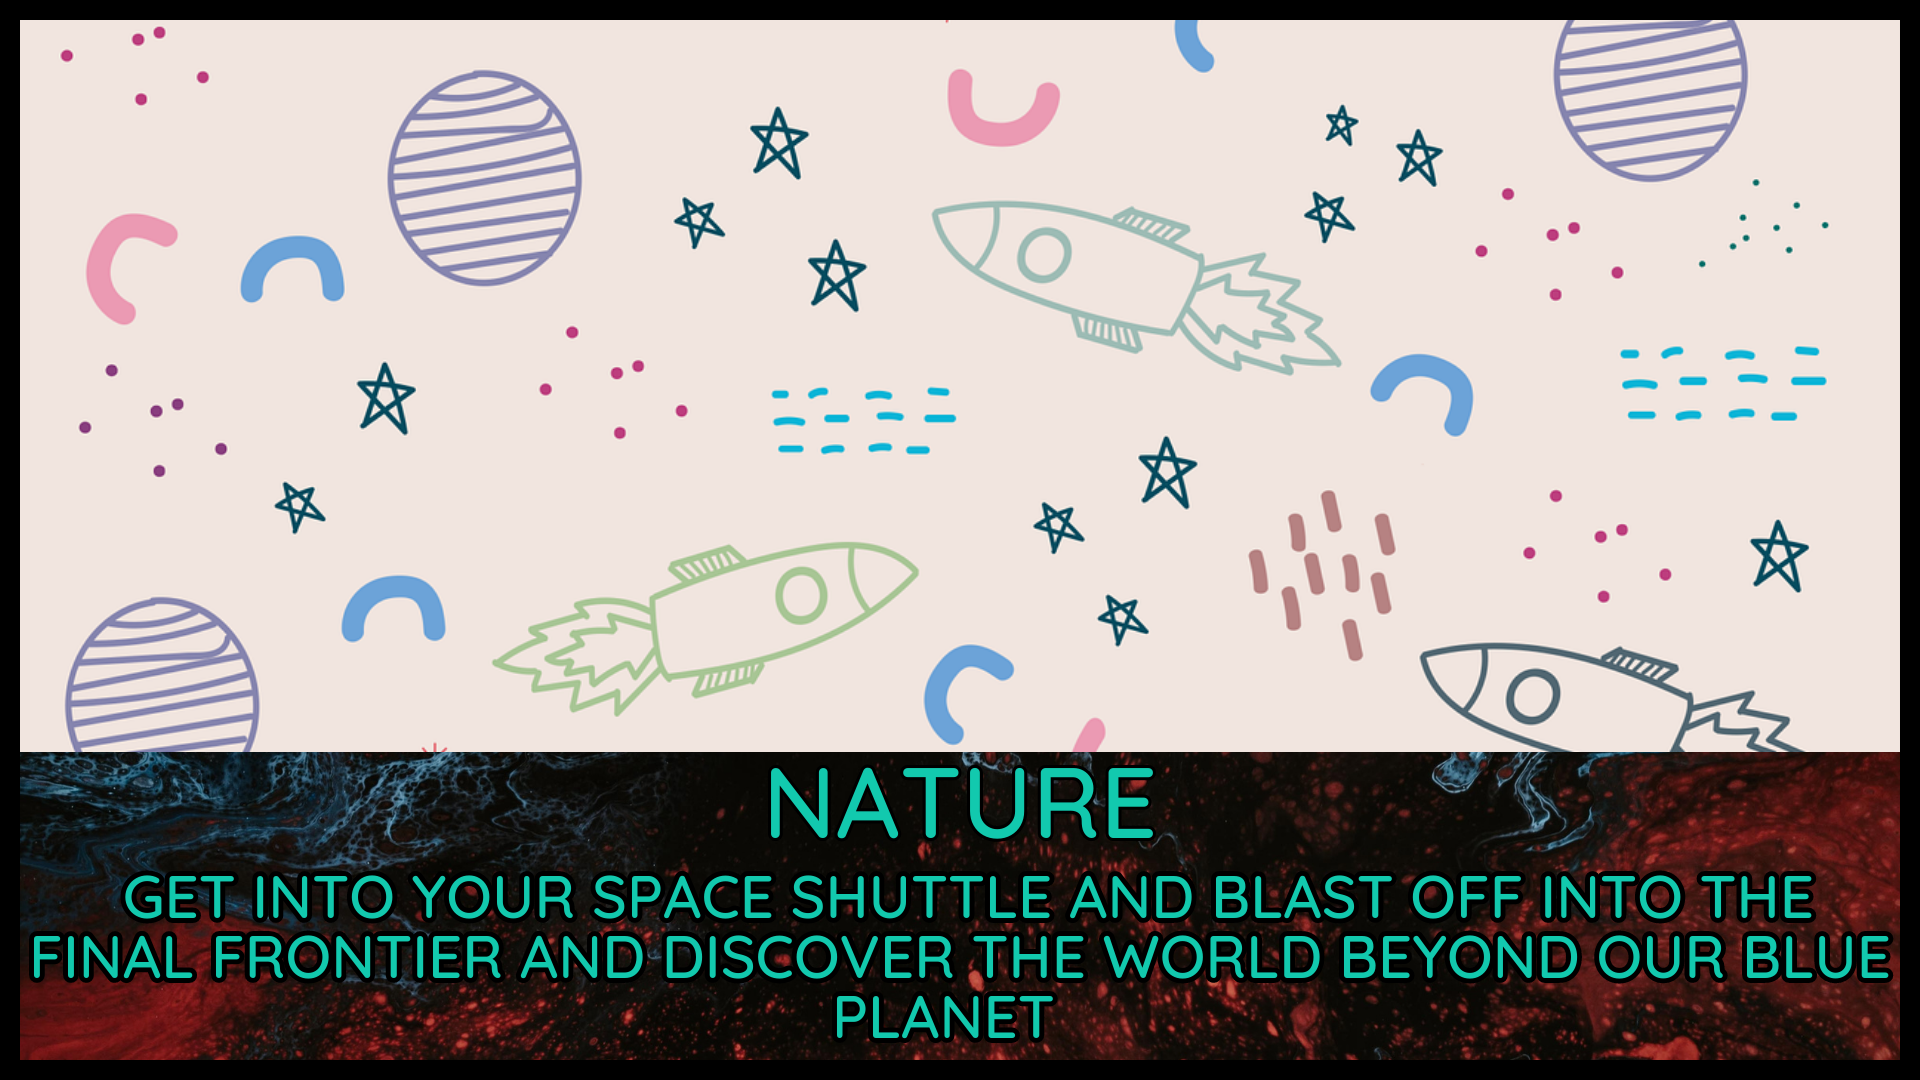 NATURE
GET INTO YOUR SPACE SHUTTLE AND BLAST OFF INTO THE
FINAL FRONTIER AND DISCOVER THE WORLD BEYOND OUR BLUE
PLANET